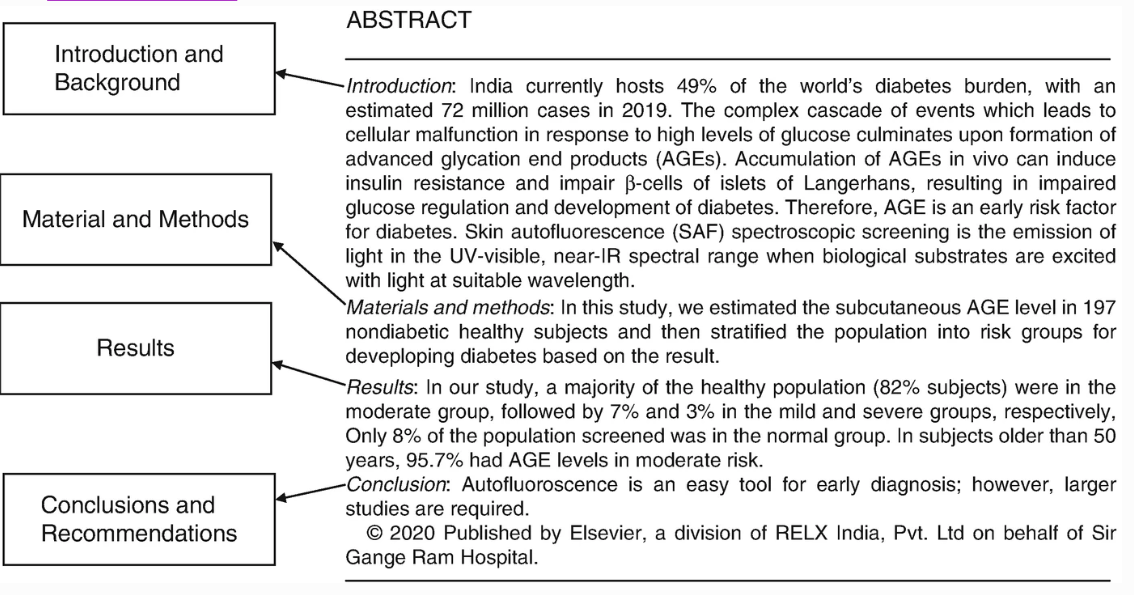 ABSTRACT
Introduction and
Background
Introduction: India currently hosts 49% of the world's diabetes burden, with an
estimated 72 million cases in 2019. The complex cascade of events which leads to
cellular malfunction in response to high levels of glucose culminates upon formation of
advanced glycation end products (AGEs). Accumulation of AGEs in vivo can induce
insulin resistance and impair β-cells of islets of Langerhans, resulting in impaired
glucose regulation and development of diabetes. Therefore, AGE is an early risk factor
for diabetes. Skin autofluorescence (SAF) spectroscopic screening is the emission of
light in the UV-visible, near-IR spectral range when biological substrates are excited
with light at suitable wavelength.
Material and Methods
Materials and methods: In this study, we estimated the subcutaneous AGE level in 197
nondiabetic healthy subjects and then stratified the population into risk groups for
deveploping diabetes based on the result.
Results
Results: In our study, a majority of the healthy population (82% subjects) were in the
moderate group, followed by 7% and 3% in the mild and severe groups, respectively,
Only 8% of the population screened was in the normal group. In subjects older than 50
years, 95.7% had AGE levels in moderate risk.
Conclusions and
Recommendations
Conclusion: Autofluoroscence is an easy tool for early diagnosis; however, larger
studies are required.
© 2020 Published by Elsevier, a division of RELX India, Pvt. Ltd on behalf of Sir
Gange Ram Hospital.